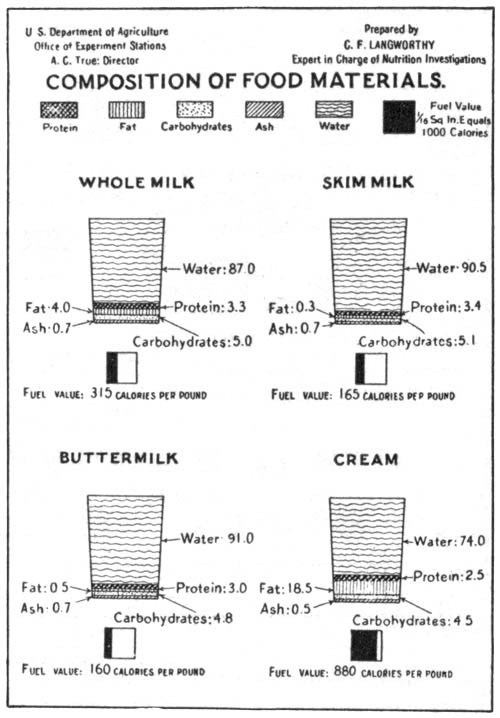 U S. Department of Agriculture
Office of Experiment Stations
A. C. True: Director
Prepared by
C. F. LANGWORTHY
Expert in Charge of Nutrition Investigations
COMPOSITION OF FOOD MATERIALS.
Protein
Fat
Carbohydrates
Ash
Water
Fuel Value
1/16 Sq In. Equals
1000 Calories
WHOLE MILK
Water: 87.0
Fat: 4.0
Protein: 3.3
Ash: 0.7
Carbohydrates: 5.0
FUEL VALUE: 315 CALORIES PER POUND
SKIM MILK
Water: 90.5
Fat: 0.3
Protein: 3.4
Ash: 0.7
Carbohydrates: 5.1
FUEL VALUE: 165 CALORIES PER POUND
BUTTERMILK
Water: 91.0
Fat: 0.5
Protein: 3.0
Ash: 0.7
Carbohydrates: 4.8
FUEL VALUE: 160 CALORIES PER POUND
CREAM
Water: 74.0
Protein: 2.5
Fat: 18.5
Ash: 0.5
Carbohydrates: 4.5
FUEL VALUE: 880 CALORIES PER POUND